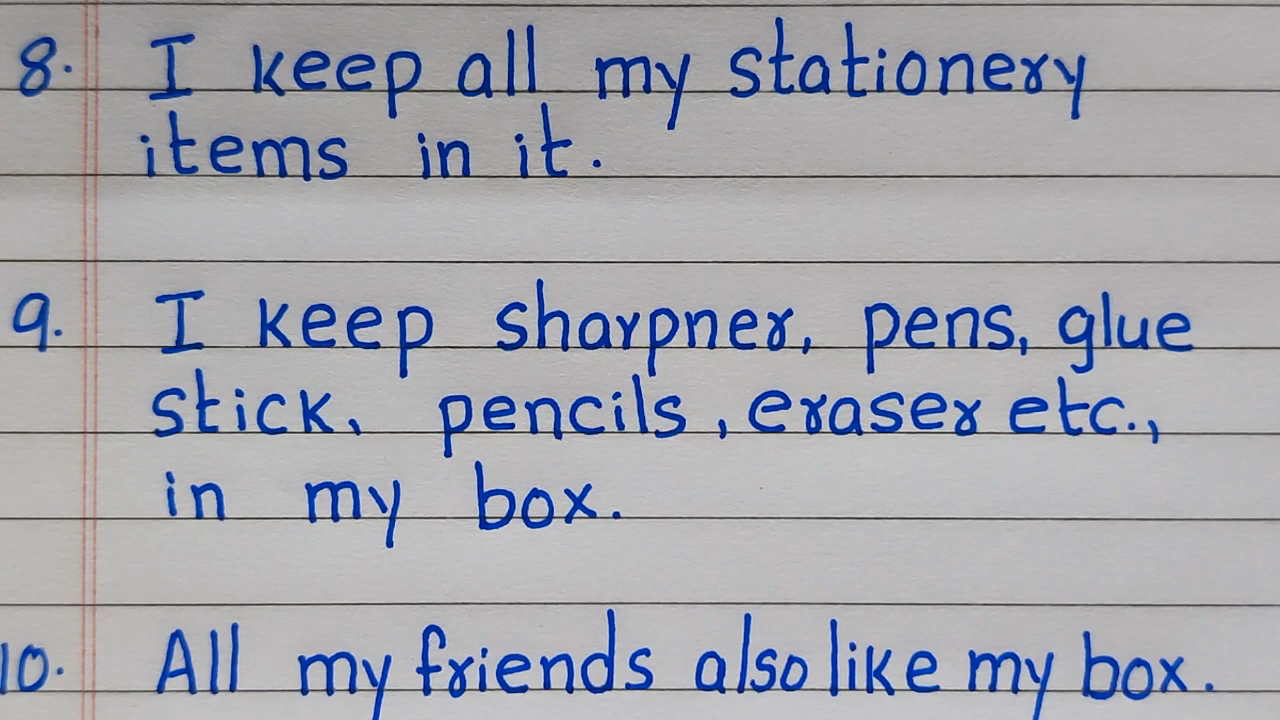 8. I keep all my stationery
items in it.
9. I keep sharpner, pens, glue
stick, pencils, eraser etc.,
in my box.
10. All my friends also like my box.